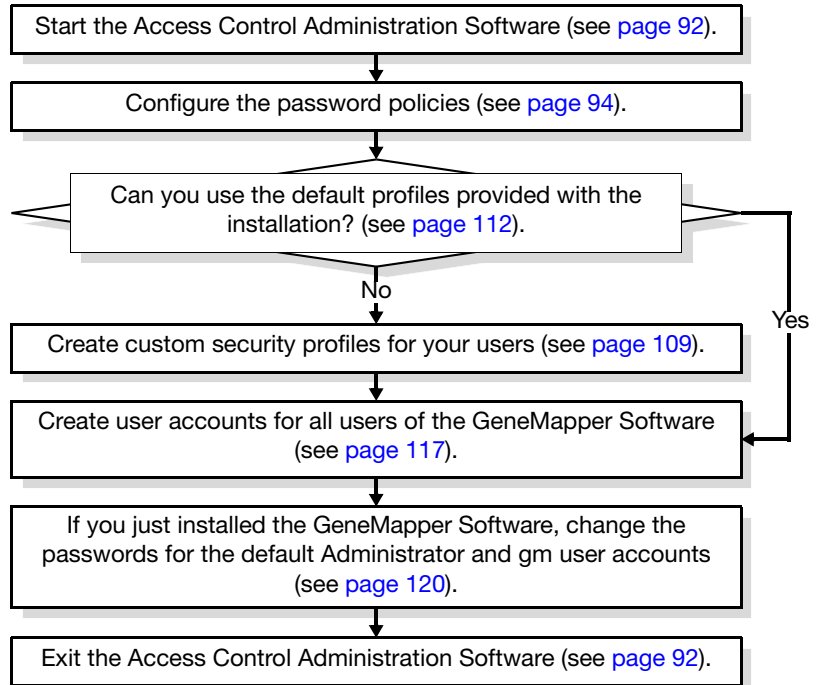 Start the Access Control Administration Software (see page 92).
Configure the password policies (see page 94).
Can you use the default profiles provided with the
installation? (see page 112).
No
Yes
Create custom security profiles for your users (see page 109).
Create user accounts for all users of the GeneMapper Software
(see page 117).
If you just installed the GeneMapper Software, change the
passwords for the default Administrator and gm user accounts
(see page 120).
Exit the Access Control Administration Software (see page 92).